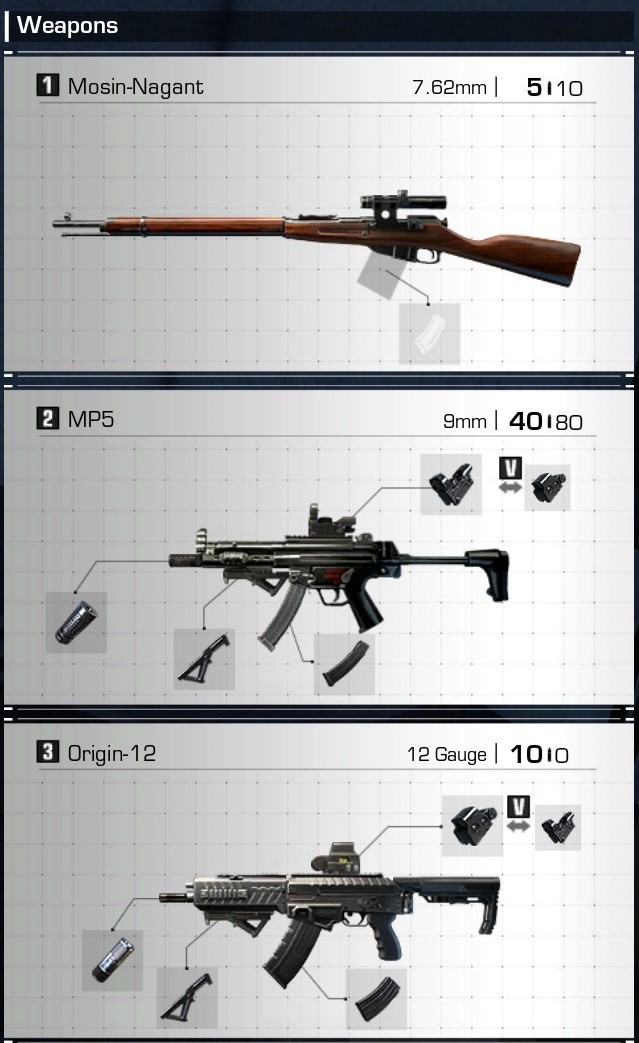 Weapons
1 Mosin-Nagant 7.62mm | 5 10
2 MP5 9mm | 40 80
V
3 Origin-12 12 Gauge | 10 0
V